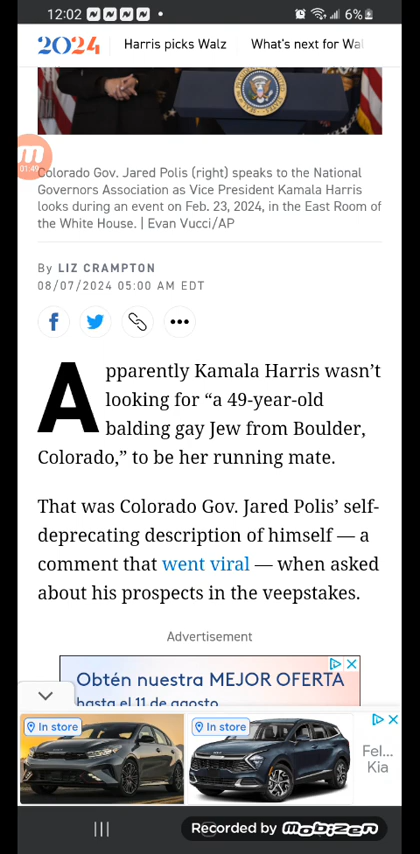 12:02
6%
2024 Harris picks Walz What's next for Wal
01:49
Colorado Gov. Jared Polis (right) speaks to the National
Governors Association as Vice President Kamala Harris
looks during an event on Feb. 23, 2024, in the East Room of
the White House. | Evan Vucci/AP
By LIZ CRAMPTON
08/07/2024 05:00 AM EDT
Apparently Kamala Harris wasn't
looking for “a 49-year-old
balding gay Jew from Boulder,
Colorado,” to be her running mate.
That was Colorado Gov. Jared Polis’ self-
deprecating description of himself — a
comment that went viral — when asked
about his prospects in the veepstakes.
Advertisement
Obtén nuestra MEJOR OFERTA
hasta el 11 de agosto
In store
In store
Fel...
Kia
Recorded by mobizen